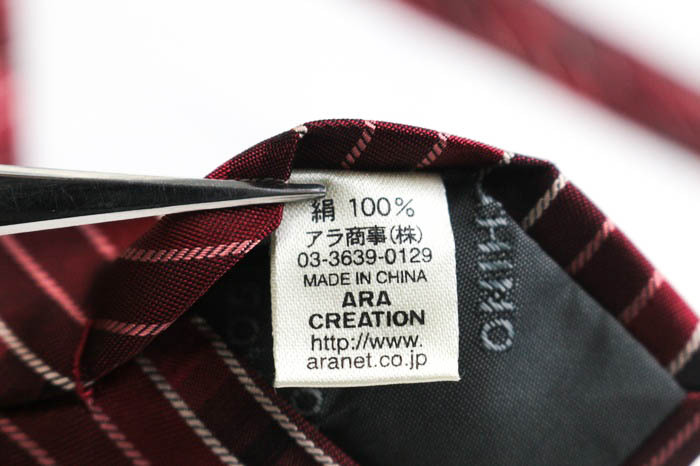 絹 100%
アラ商事(株)
03-3639-0129
MADE IN CHINA
ARA
CREATION
http://www.
aranet.co.jp